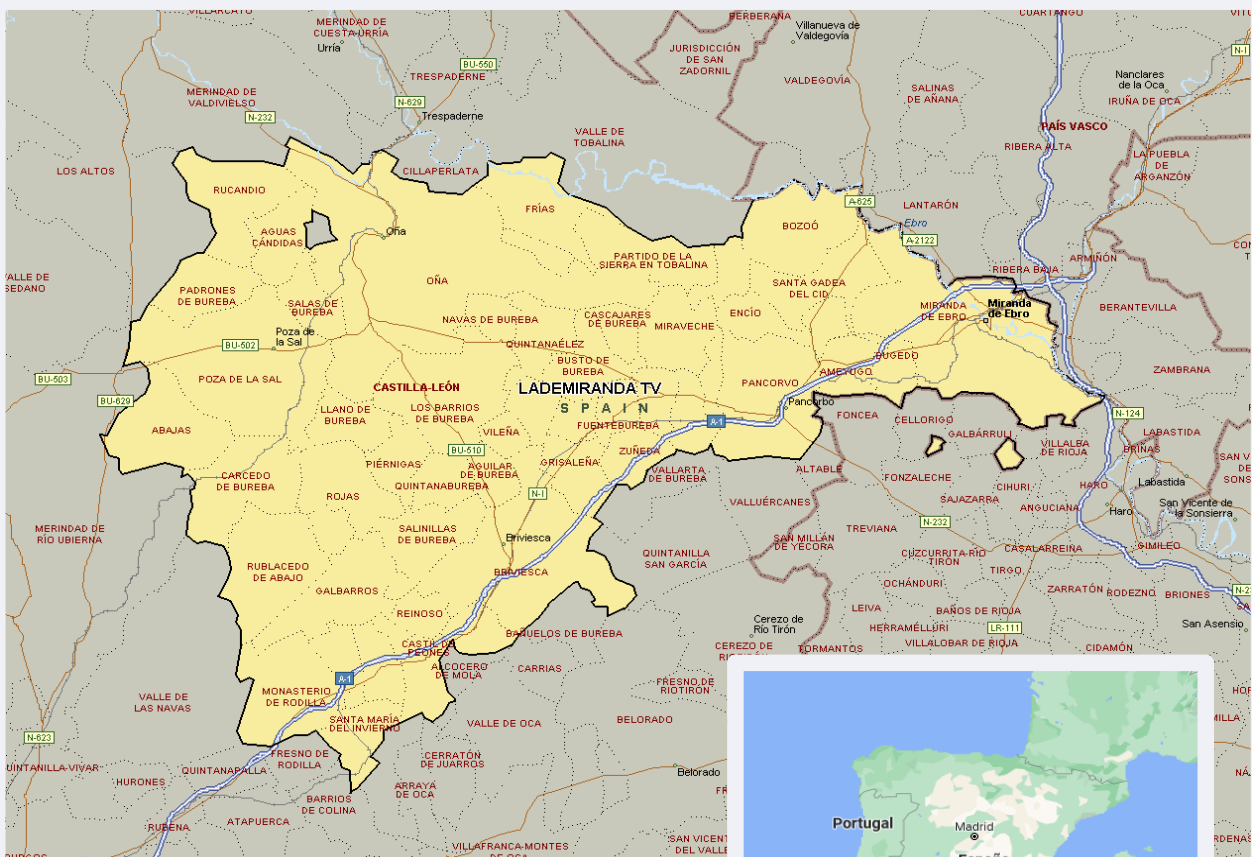 VILLARCAYO
MERINDAD DE
CUESTA-URRÍA
Urría
BERBERANA
Villanueva de
Valdegovía
CUARTANGO
JURISDICCIÓN
DE SAN
ZADORNIL
N-I
BU-550
TRESPADERNE
VALDEGOVÍA
Nanclares
de la Oca
MERINDAD DE
VALDIVIELSO
SALINAS
DE AÑANA
IRUÑA DE OCA
N-629
N-232
Trespaderne
PAÍS VASCO
VALLE DE
TOBALINA
RIBERA ALTA
LA PUEBLA
DE
ARGANZÓN
LOS ALTOS
CILLAPERLATA
RUCANDIO
FRÍAS
A-625
LANTARÓN
BOZOÓ
Ebro
AGUAS
CÁNDIDAS
Oña
A-2122
PARTIDO DE LA
SIERRA EN TOBALINA
ARMIÑÓN
RIBERA BAJA
VALLE DE
SEDANO
OÑA
SANTA GADEA
DEL CID
PADRONES
DE BUREBA
SALAS DE
BUREBA
MIRANDA
DE EBRO
Miranda
de Ebro
BERANTEVILLA
NAVAS DE BUREBA
CASCAJARES
DE BUREBA
MIRAVECHE
ENCÍO
Poza de
la Sal
BU-502
QUINTANAÉLEZ
BUSTO DE
BUREBA
BUGEDO
AMEYUGO
ZAMBRANA
BU-503
POZA DE LA SAL
CASTILLA-LEÓN
LADEMIRANDA TV
PANCORVO
BU-629
Pancorbo
SPAIN
LLANO DE
BUREBA
LOS BARRIOS
DE BUREBA
FONCEA
CELLORIGO
N-124
ABAJAS
VILEÑA
FUENTEBUREBA
A-1
GALBÁRRULI
VILLALBA
DE RIOJA
LABASTIDA
BRIÑAS
BU-510
ZUÑEDA
PIÉRNIGAS
AGUILAR
DE BUREBA
GRISALEÑA
VALLARTA
DE BUREBA
ALTABLE
CARCEDO
DE BUREBA
QUINTANABUREBA
FONZALECHE
CIHURI
HARO
Labastida
ROJAS
N-I
VALLUÉRCANES
SAJAZARRA
ANGUCIANA
Haro
San Vicente de
la Sonsierra
MERINDAD DE
RÍO UBIERNA
SALINILLAS
DE BUREBA
TREVIANA
N-232
Briviesca
SAN MILLÁN
DE YÉCORA
CUZCURRITA-RÍO
TIRÓN
CASALARREINA
GIMILEO
QUINTANILLA
SAN GARCÍA
RUBLACEDO
DE ABAJO
BRIVIESCA
TIRGO
OCHÁNDURI
GALBARROS
ZARRATÓN
RODEZNO
BRIONES
REINOSO
LEIVA
BAÑOS DE RIOJA
Cerezo de
Río Tirón
HERRAMÉLLURI
LR-111
San Asensio
BAÑUELOS DE BUREBA
CASTIL DE
PEONES
CEREZO DE
TORMANTOS
VILLALOBAR DE RIOJA
CIDAMÓN
ALCOCERO
DE MOLA
CARRIAS
A-1
FRESNO DE
RIOTIRON
VALLE DE
LAS NAVAS
MONASTERIO
DE RODILLA
SANTA MARÍA
DEL INVIERNO
VALLE DE OCA
BELORADO
N-623
FRESNO DE
RODILLA
CERRATÓN
DE JUARROS
QUINTANAPALLA
Belorado
HURONES
ARRAYA
DE OCA
BARRIOS
DE COLINA
ATAPUERCA
RUBENA
Portugal
Madrid
España
VILLAFRANCA-MONTES
DE OCA